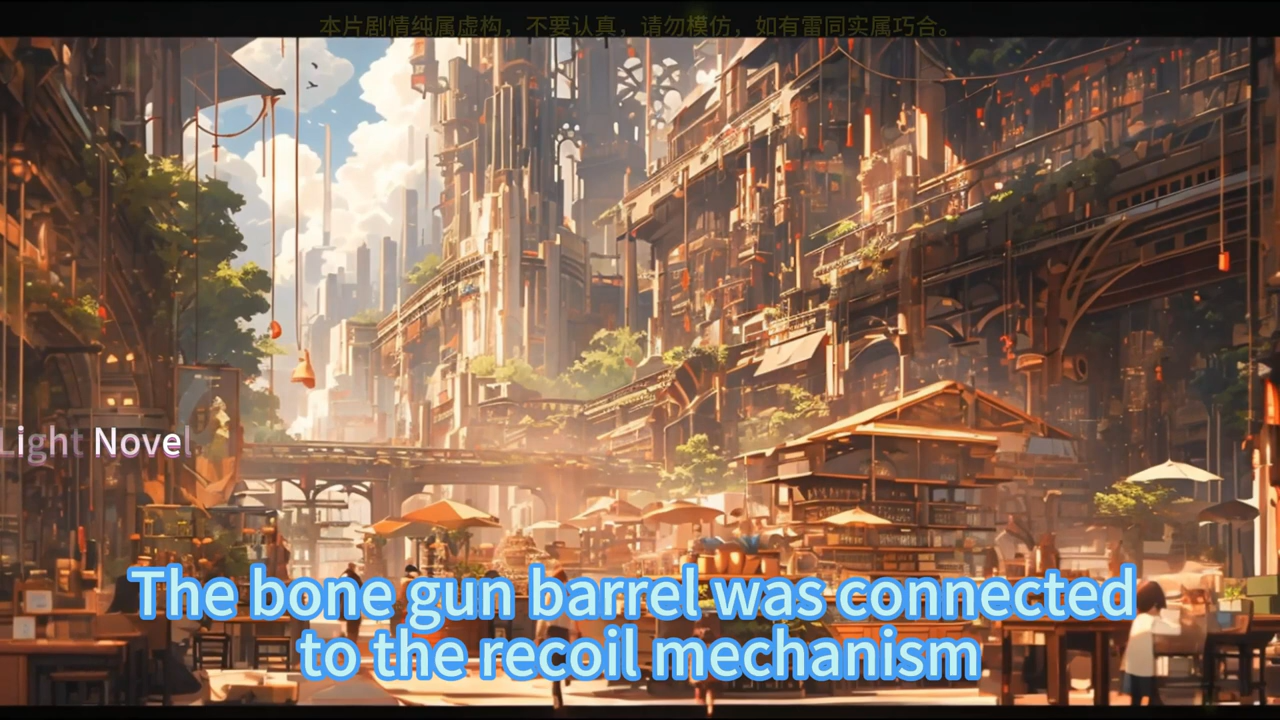 本片剧情纯属虚构，不要认真，请勿模仿，如有雷同实属巧合。
Light Novel
The bone gun barrel was connected
to the recoil mechanism